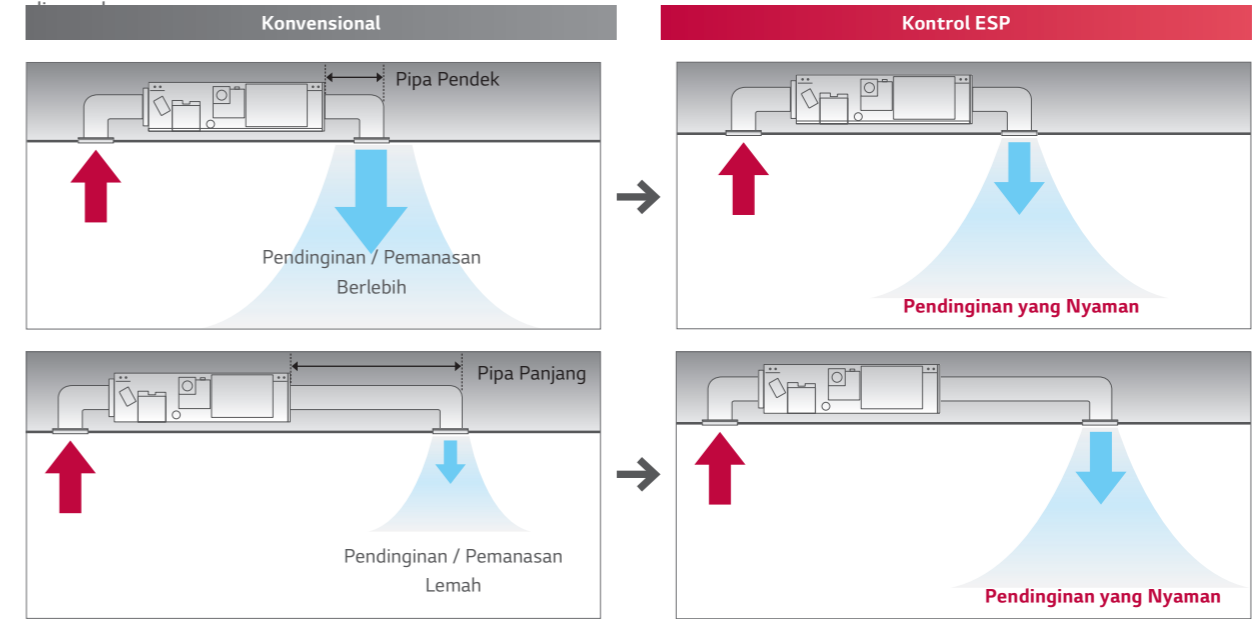 Konvensional
Kontrol ESP
Pipa Pendek
Pendinginan / Pemanasan
Berlebih
Pendinginan yang Nyaman
Pipa Panjang
Pendinginan / Pemanasan
Lemah
Pendinginan yang Nyaman